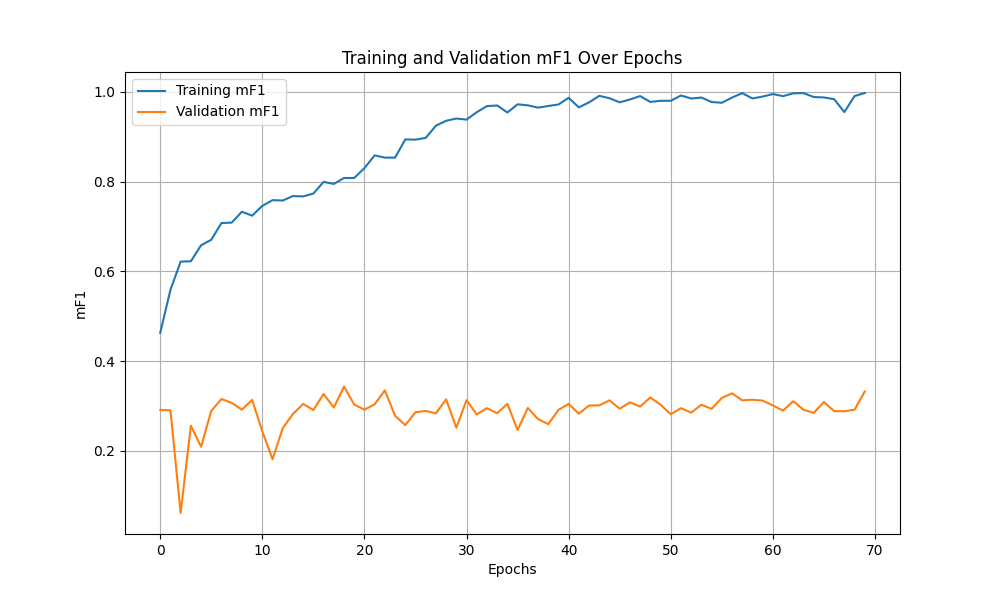 Training and Validation mF1 Over Epochs
Training mF1
Validation mF1
1.0
0.8
0.6
0.4
0.2
mF1
0 10 20 30 40 50 60 70
Epochs